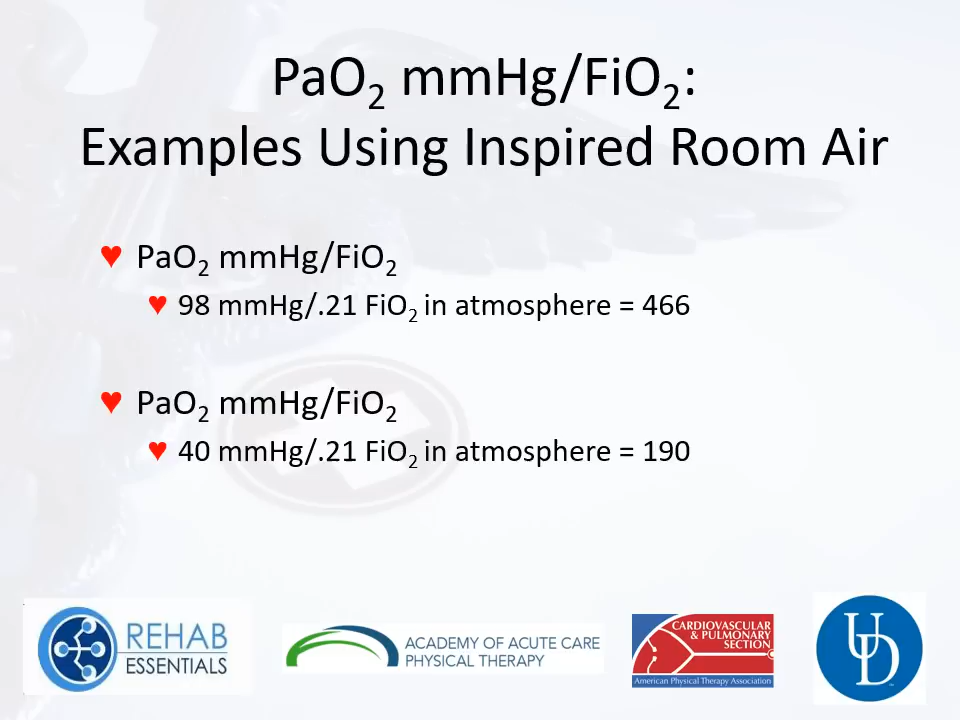 PaO2 mmHg/FiO2:
Examples Using Inspired Room Air
♥ PaO2 mmHg/FiO2
♥ 98 mmHg/.21 FiO2 in atmosphere = 466
♥ PaO2 mmHg/FiO2
♥ 40 mmHg/.21 FiO2 in atmosphere = 190
REHAB
ESSENTIALS
ACADEMY OF ACUTE CARE
PHYSICAL THERAPY
CARDIOVASCULAR
& PULMONARY
SECTION
American Physical Therapy Association
UD